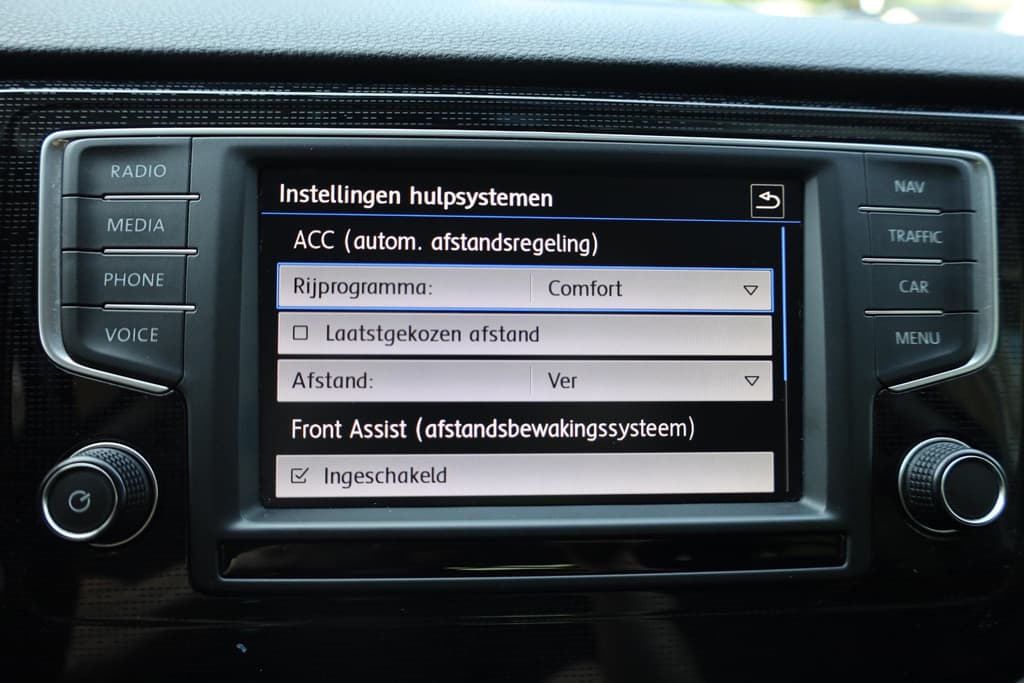 RADIO
MEDIA
PHONE
VOICE
Instellingen hulpsystemen
ACC (autom. afstandsregeling)
Rijprogramma: Comfort
Laatstgekozen afstand
Afstand: Ver
Front Assist (afstandsbewakingssysteem)
Ingeschakeld
NAV
TRAFFIC
CAR
MENU